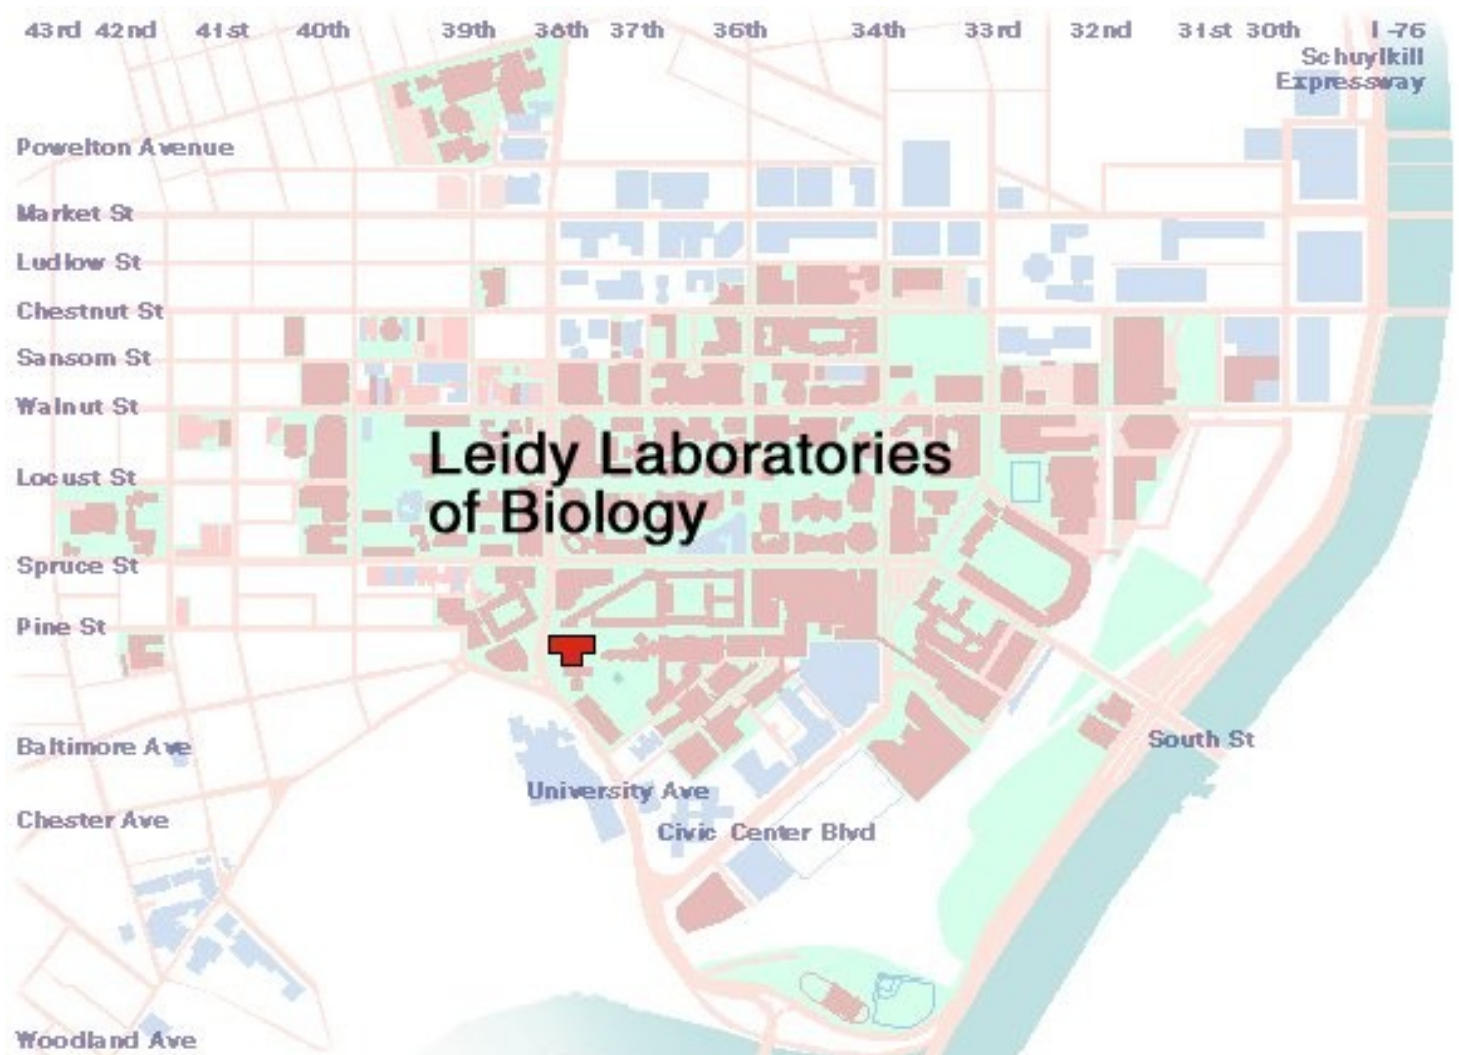 43rd 42nd 41st 40th 39th 38th 37th 36th 34th 33rd 32nd 31st 30th I-76
Schuylkill
Expressway
Powelton Avenue
Market St
Ludlow St
Chestnut St
Sansom St
Walnut St
Leidy Laboratories
of Biology
Locust St
Spruce St
Pine St
Baltimore Ave
South St
University Ave
Chester Ave
Civic Center Blvd
Woodland Ave